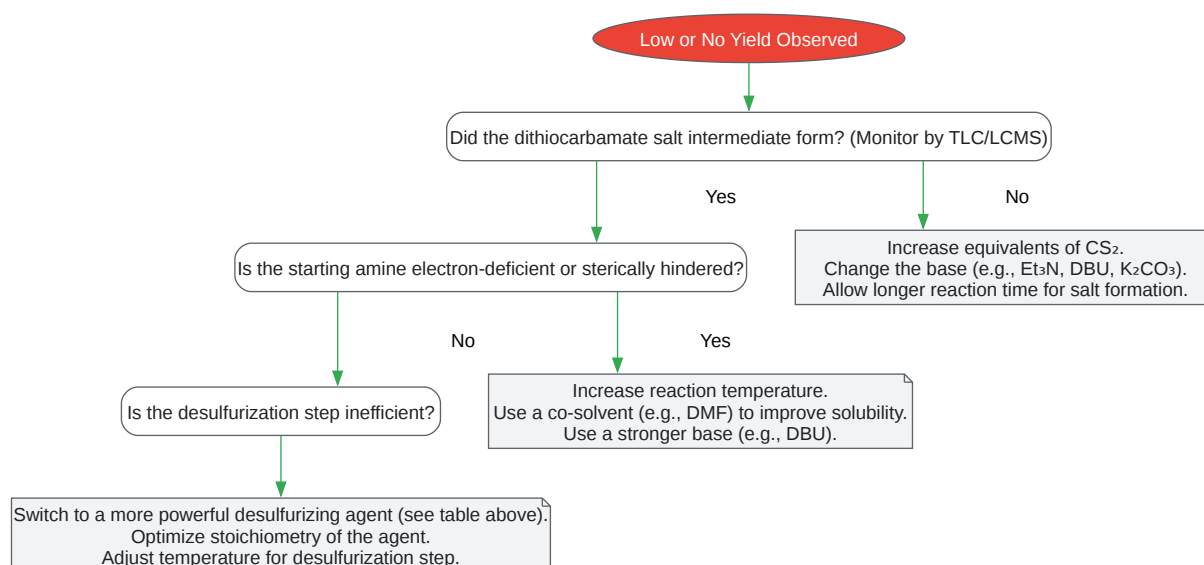 Low or No Yield Observed
Did the dithiocarbamate salt intermediate form? (Monitor by TLC/LCMS)
Yes
No
Increase equivalents of CS₂.
Change the base (e.g., Et₃N, DBU, K₂CO₃).
Allow longer reaction time for salt formation.
Is the starting amine electron-deficient or sterically hindered?
No
Yes
Increase reaction temperature.
Use a co-solvent (e.g., DMF) to improve solubility.
Use a stronger base (e.g., DBU).
Is the desulfurization step inefficient?
Switch to a more powerful desulfurizing agent (see table above).
Optimize stoichiometry of the agent.
Adjust temperature for desulfurization step.